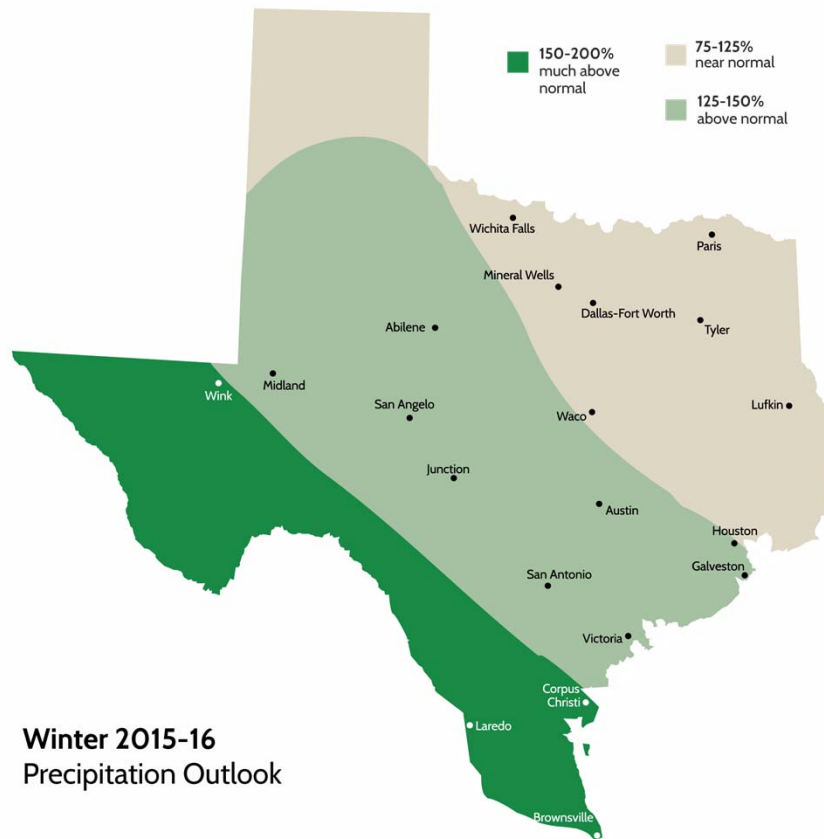 150-200%
much above
normal
75-125%
near normal
125-150%
above normal
Wichita Falls
Paris
Mineral Wells
Dallas-Fort Worth
Tyler
Abilene
Midland
Wink
San Angelo
Waco
Lufkin
Junction
Austin
Houston
Galveston
San Antonio
Victoria
Corpus
Christi
Laredo
Brownsville
Winter 2015-16
Precipitation Outlook